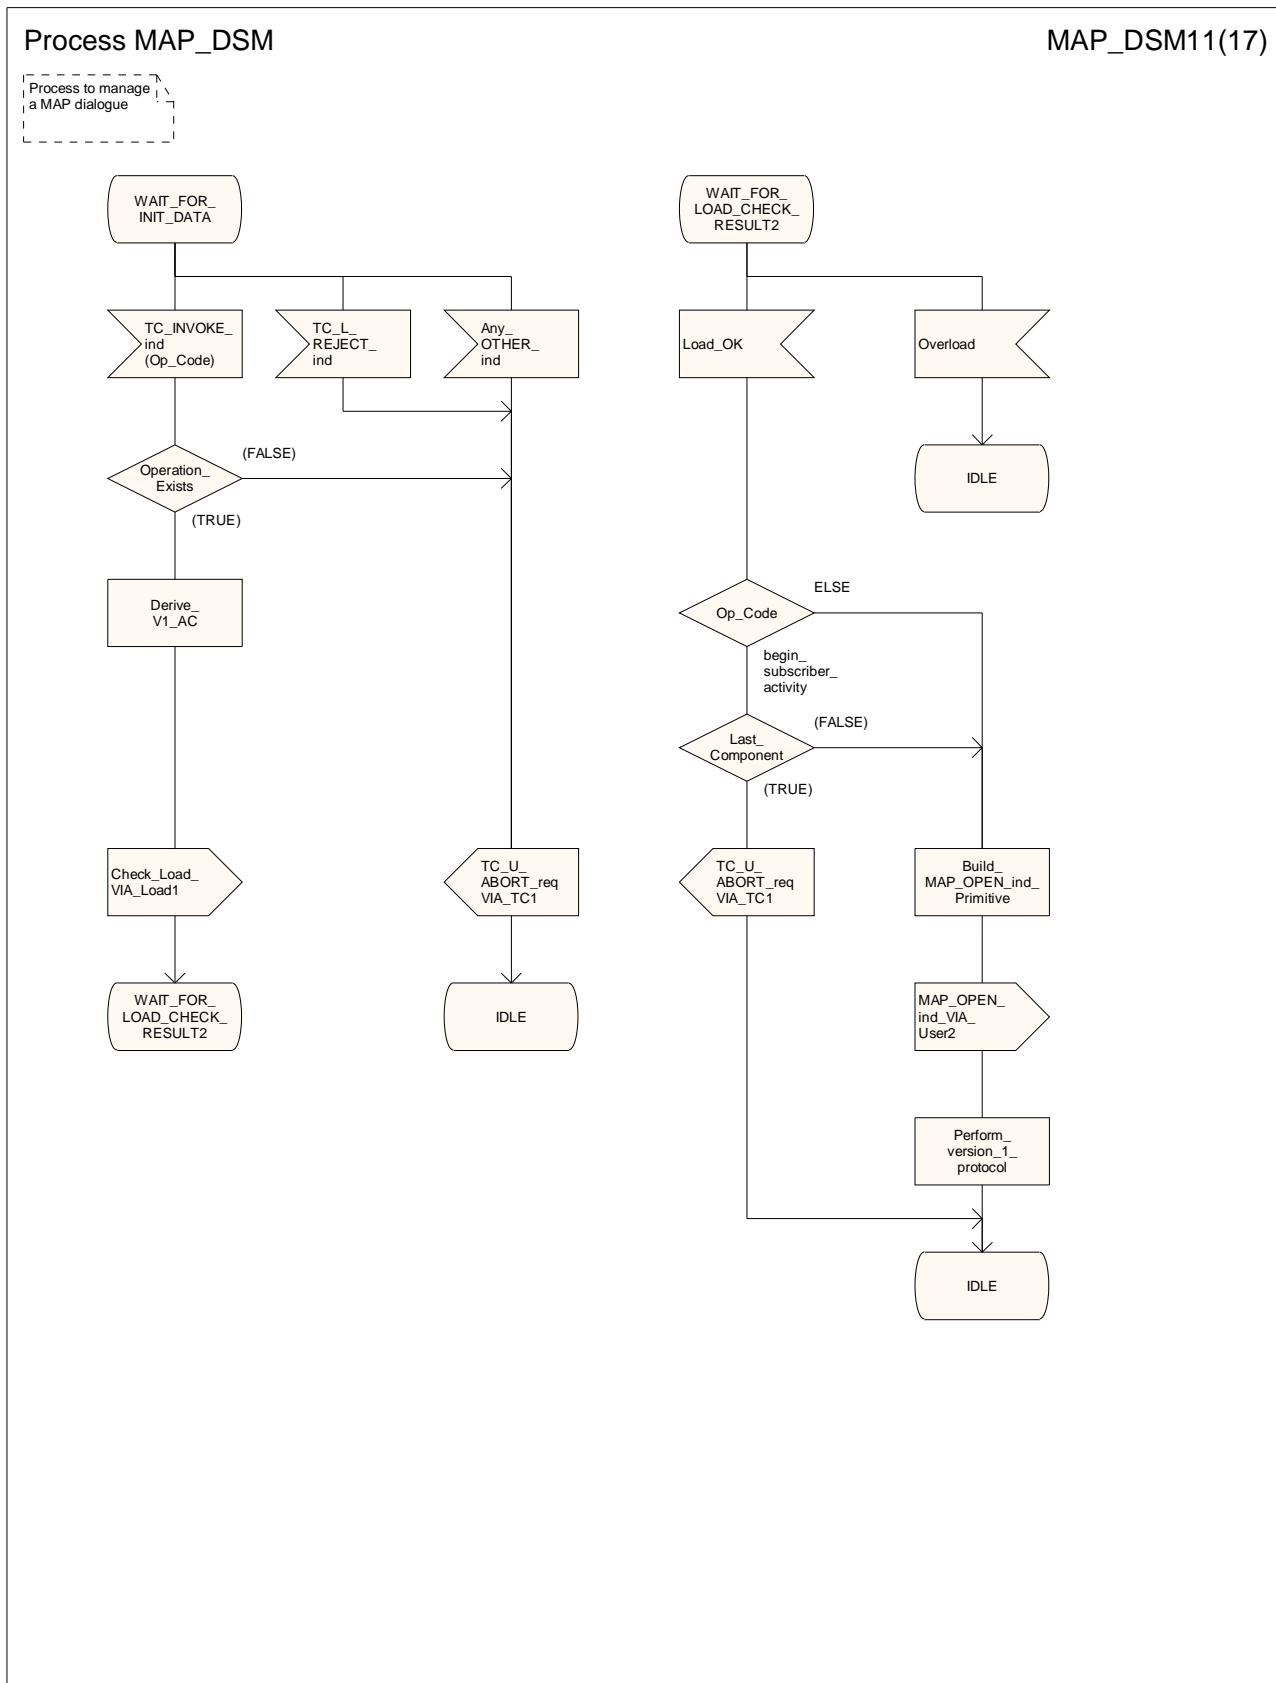 Process MAP_DSM
MAP_DSM11(17)
Process to manage
a MAP dialogue
WAIT_FOR_
INIT_DATA
TC_INVOKE_
ind
(Op_Code)
TC_L_
REJECT_
ind
Any_
OTHER_
ind
Operation_
Exists
(FALSE)
(TRUE)
Derive_
V1_AC
Check_Load_
VIA_Load1
TC_U_
ABORT_req
VIA_TC1
WAIT_FOR_
LOAD_CHECK_
RESULT2
IDLE
WAIT_FOR_
LOAD_CHECK_
RESULT2
Load_OK
Overload
IDLE
Op_Code
ELSE
begin_
subscriber_
activity
Last_
Component
(FALSE)
(TRUE)
TC_U_
ABORT_req
VIA_TC1
Build_
MAP_OPEN_ind_
Primitive
MAP_OPEN_
ind_VIA_
User2
Perform_
version_1_
protocol
IDLE